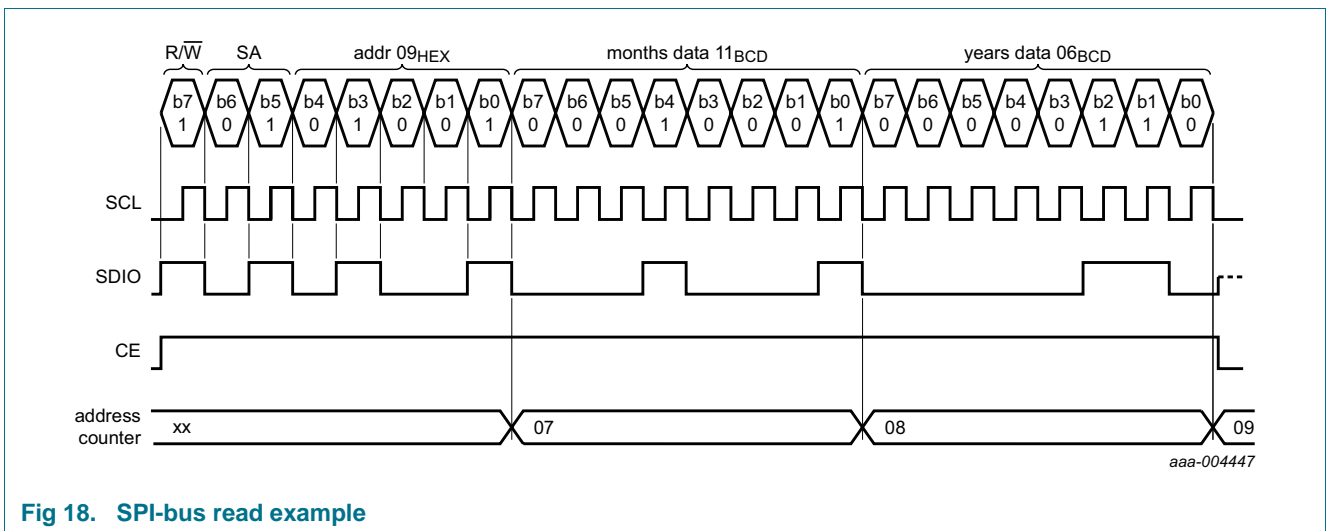 R/W SA addr 09HEX months data 11BCD years data 06BCD
b7 b6 b5 b4 b3 b2 b1 b0 b7 b6 b5 b4 b3 b2 b1 b0 b7 b6 b5 b4 b3 b2 b1 b0
1 0 1 0 1 0 0 1 0 0 0 1 0 0 0 1 0 0 0 0 0 1 1 0
SCL
SDIO
CE
address
counter
xx 07 08 09
aaa-004447
Fig 18. SPI-bus read example